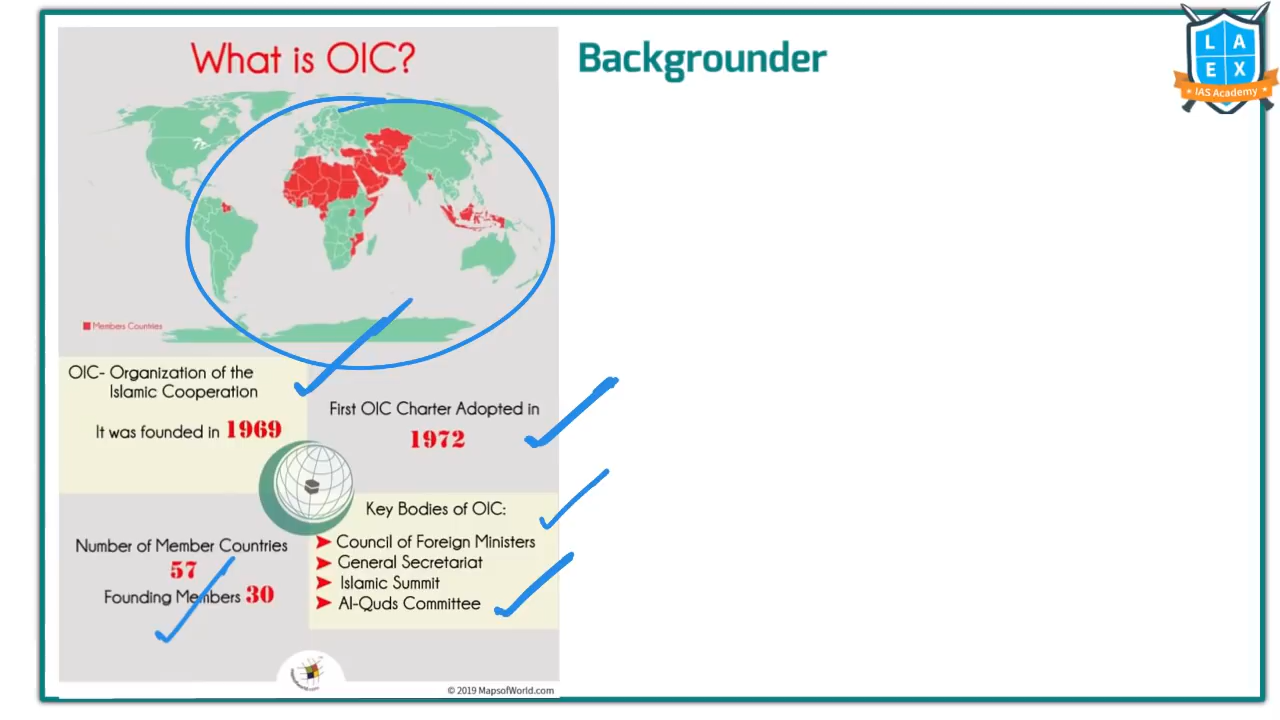 What is OIC?
Backgrounder
L A
E X
IAS Academy
Members Countries
OIC- Organization of the
Islamic Cooperation
It was founded in 1969
First OIC Charter Adopted in
1972
Number of Member Countries
57
Founding Members 30
Key Bodies of OIC:
Council of Foreign Ministers
General Secretariat
Islamic Summit
Al-Quds Committee
© 2019 MapsofWorld.com